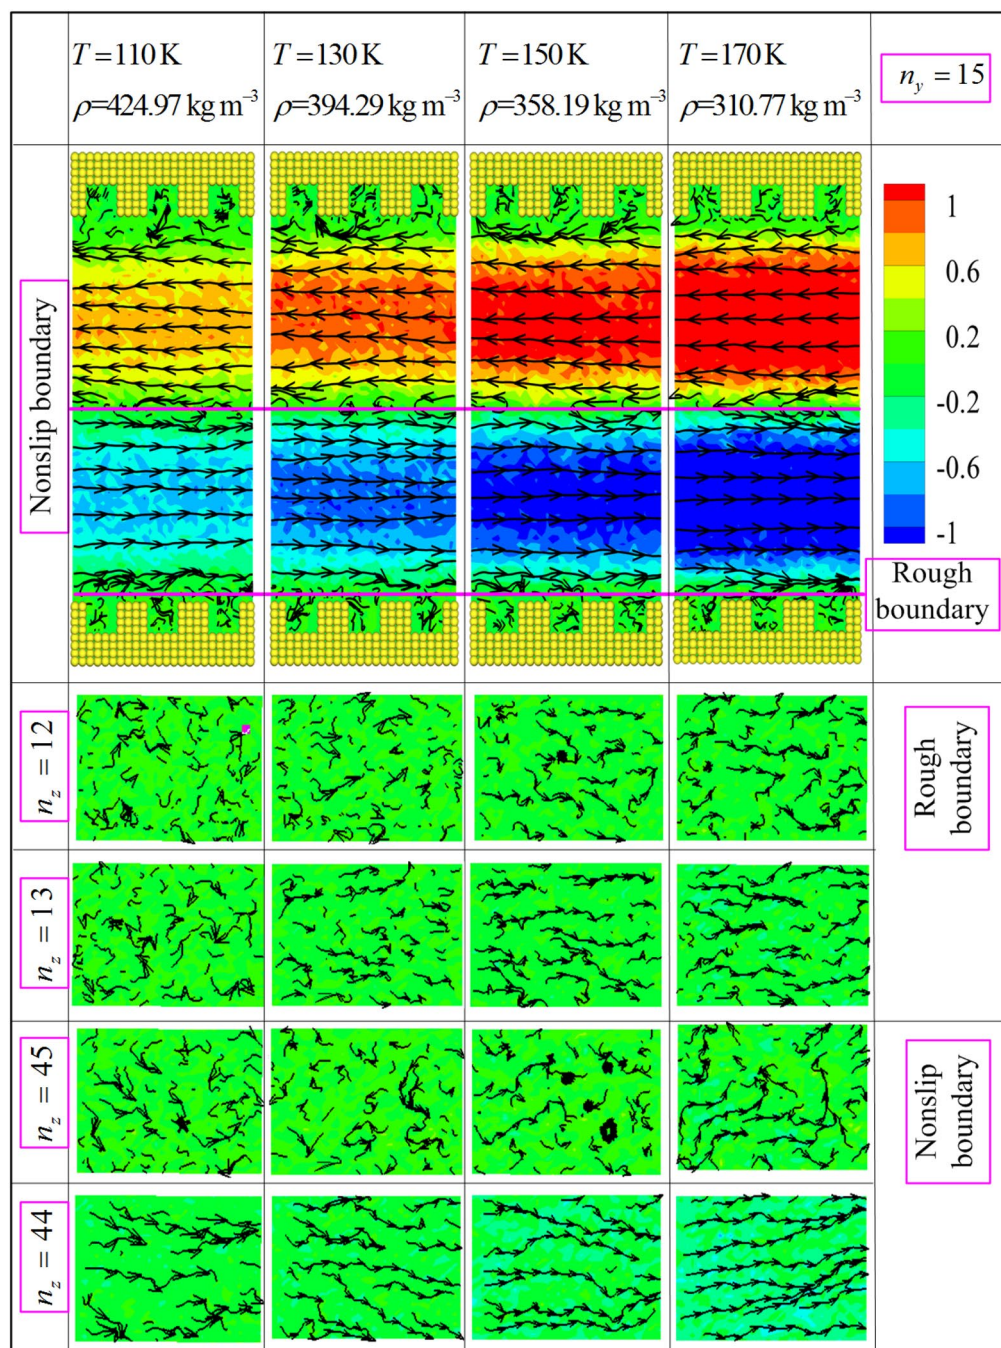 T=110 K
ρ=424.97 kg m⁻³
T=130 K
ρ=394.29 kg m⁻³
T=150 K
ρ=358.19 kg m⁻³
T=170 K
ρ=310.77 kg m⁻³
n_y = 15
Nonslip boundary
1
0.6
0.2
-0.2
-0.6
-1
Rough
boundary
n_z = 12
n_z = 13
Rough
boundary
n_z = 45
n_z = 44
Nonslip
boundary